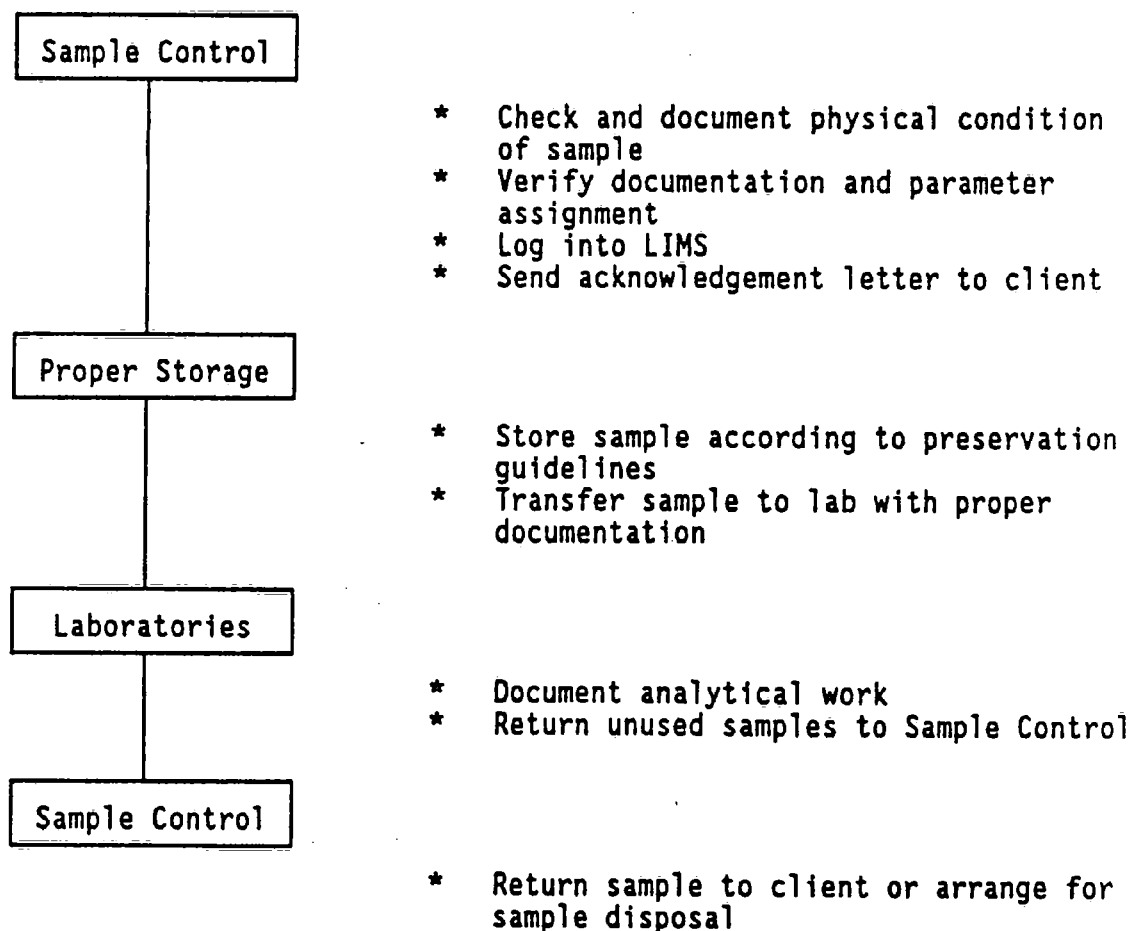 Sample Control
* Check and document physical condition
of sample
* Verify documentation and parameter
assignment
* Log into LIMS
* Send acknowledgement letter to client
Proper Storage
* Store sample according to preservation
guidelines
* Transfer sample to lab with proper
documentation
Laboratories
* Document analytical work
* Return unused samples to Sample Control
Sample Control
* Return sample to client or arrange for
sample disposal